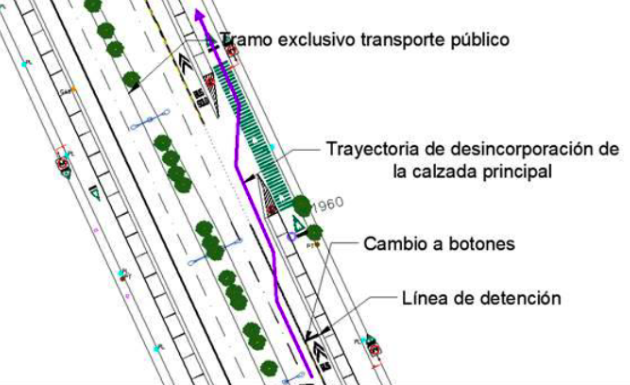 Tramo exclusivo transporte público
Trayectoria de desincorporación de
la calzada principal
1960
Cambio a botones
Línea de detención